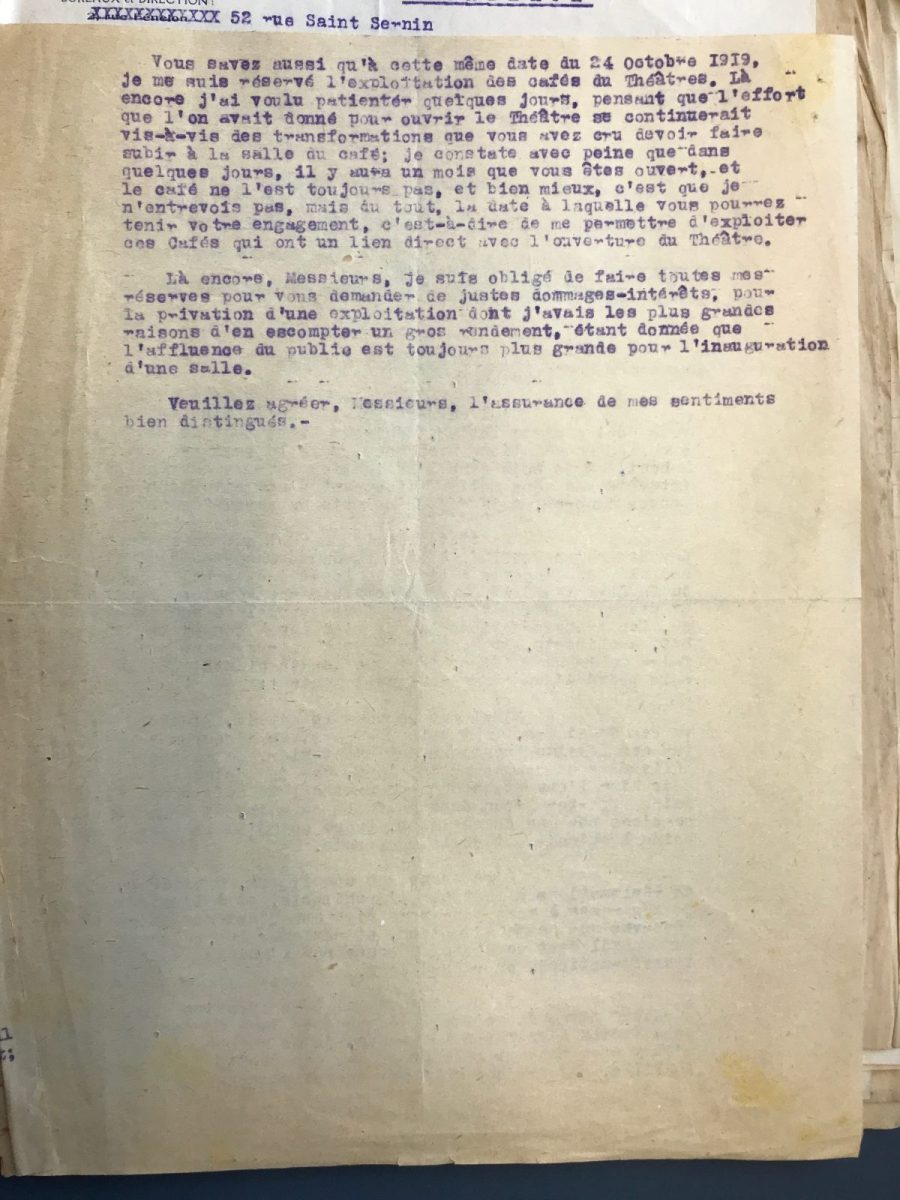 BUREAUX et DIRECTION :
XXXXXXXXXXXXX 52 rue Saint Sernin
Vous savez aussi qu'à cette même date du 24 Octobre 1919,
je me suis réservé l'exploitation des cafés du Théâtres. Là
encore j'ai voulu patienter quelques jours, pensant que l'effort
que l'on avait donné pour ouvrir le Théâtre se continuerait
vis-à-vis des transformations que vous avez cru devoir faire
subir à la salle du café; je constate avec peine que dans
quelques jours, il y aura un mois que vous êtes ouvert, et
le café ne l'est toujours pas, et bien mieux, c'est que je
n'entrevois pas, mais du tout, la date à laquelle vous pourrez
tenir votre engagement, c'est-à-dire de me permettre d'exploiter
ces Cafés qui ont un lien direct avec l'ouverture du Théâtre.
Là encore, Messieurs, je suis obligé de faire toutes mes
réserves pour vous demander de justes dommages-intérêts, pour
la privation d'une exploitation dont j'avais les plus grandes
raisons d'en escompter un gros rendement, étant donnée que
l'affluence du public est toujours plus grande pour l'inauguration
d'une salle.
Veuillez agréer, Messieurs, l'assurance de mes sentiments
bien distingués.-